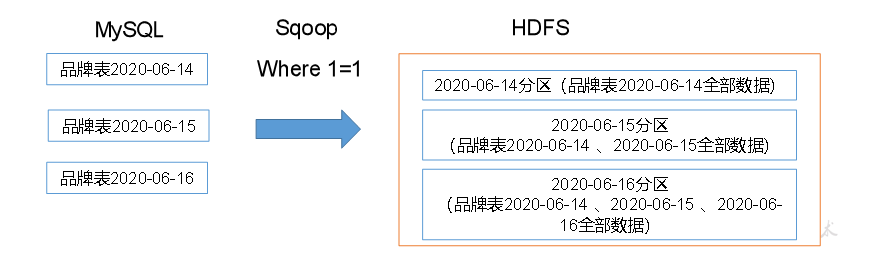 MySQL
Sqoop
HDFS
品牌表2020-06-14
Where 1=1
2020-06-14分区（品牌表2020-06-14全部数据)
品牌表2020-06-15
2020-06-15分区
（品牌表2020-06-14 、2020-06-15全部数据)
品牌表2020-06-16
2020-06-16分区
（品牌表2020-06-14 、2020-06-15 、2020-06-
16全部数据)